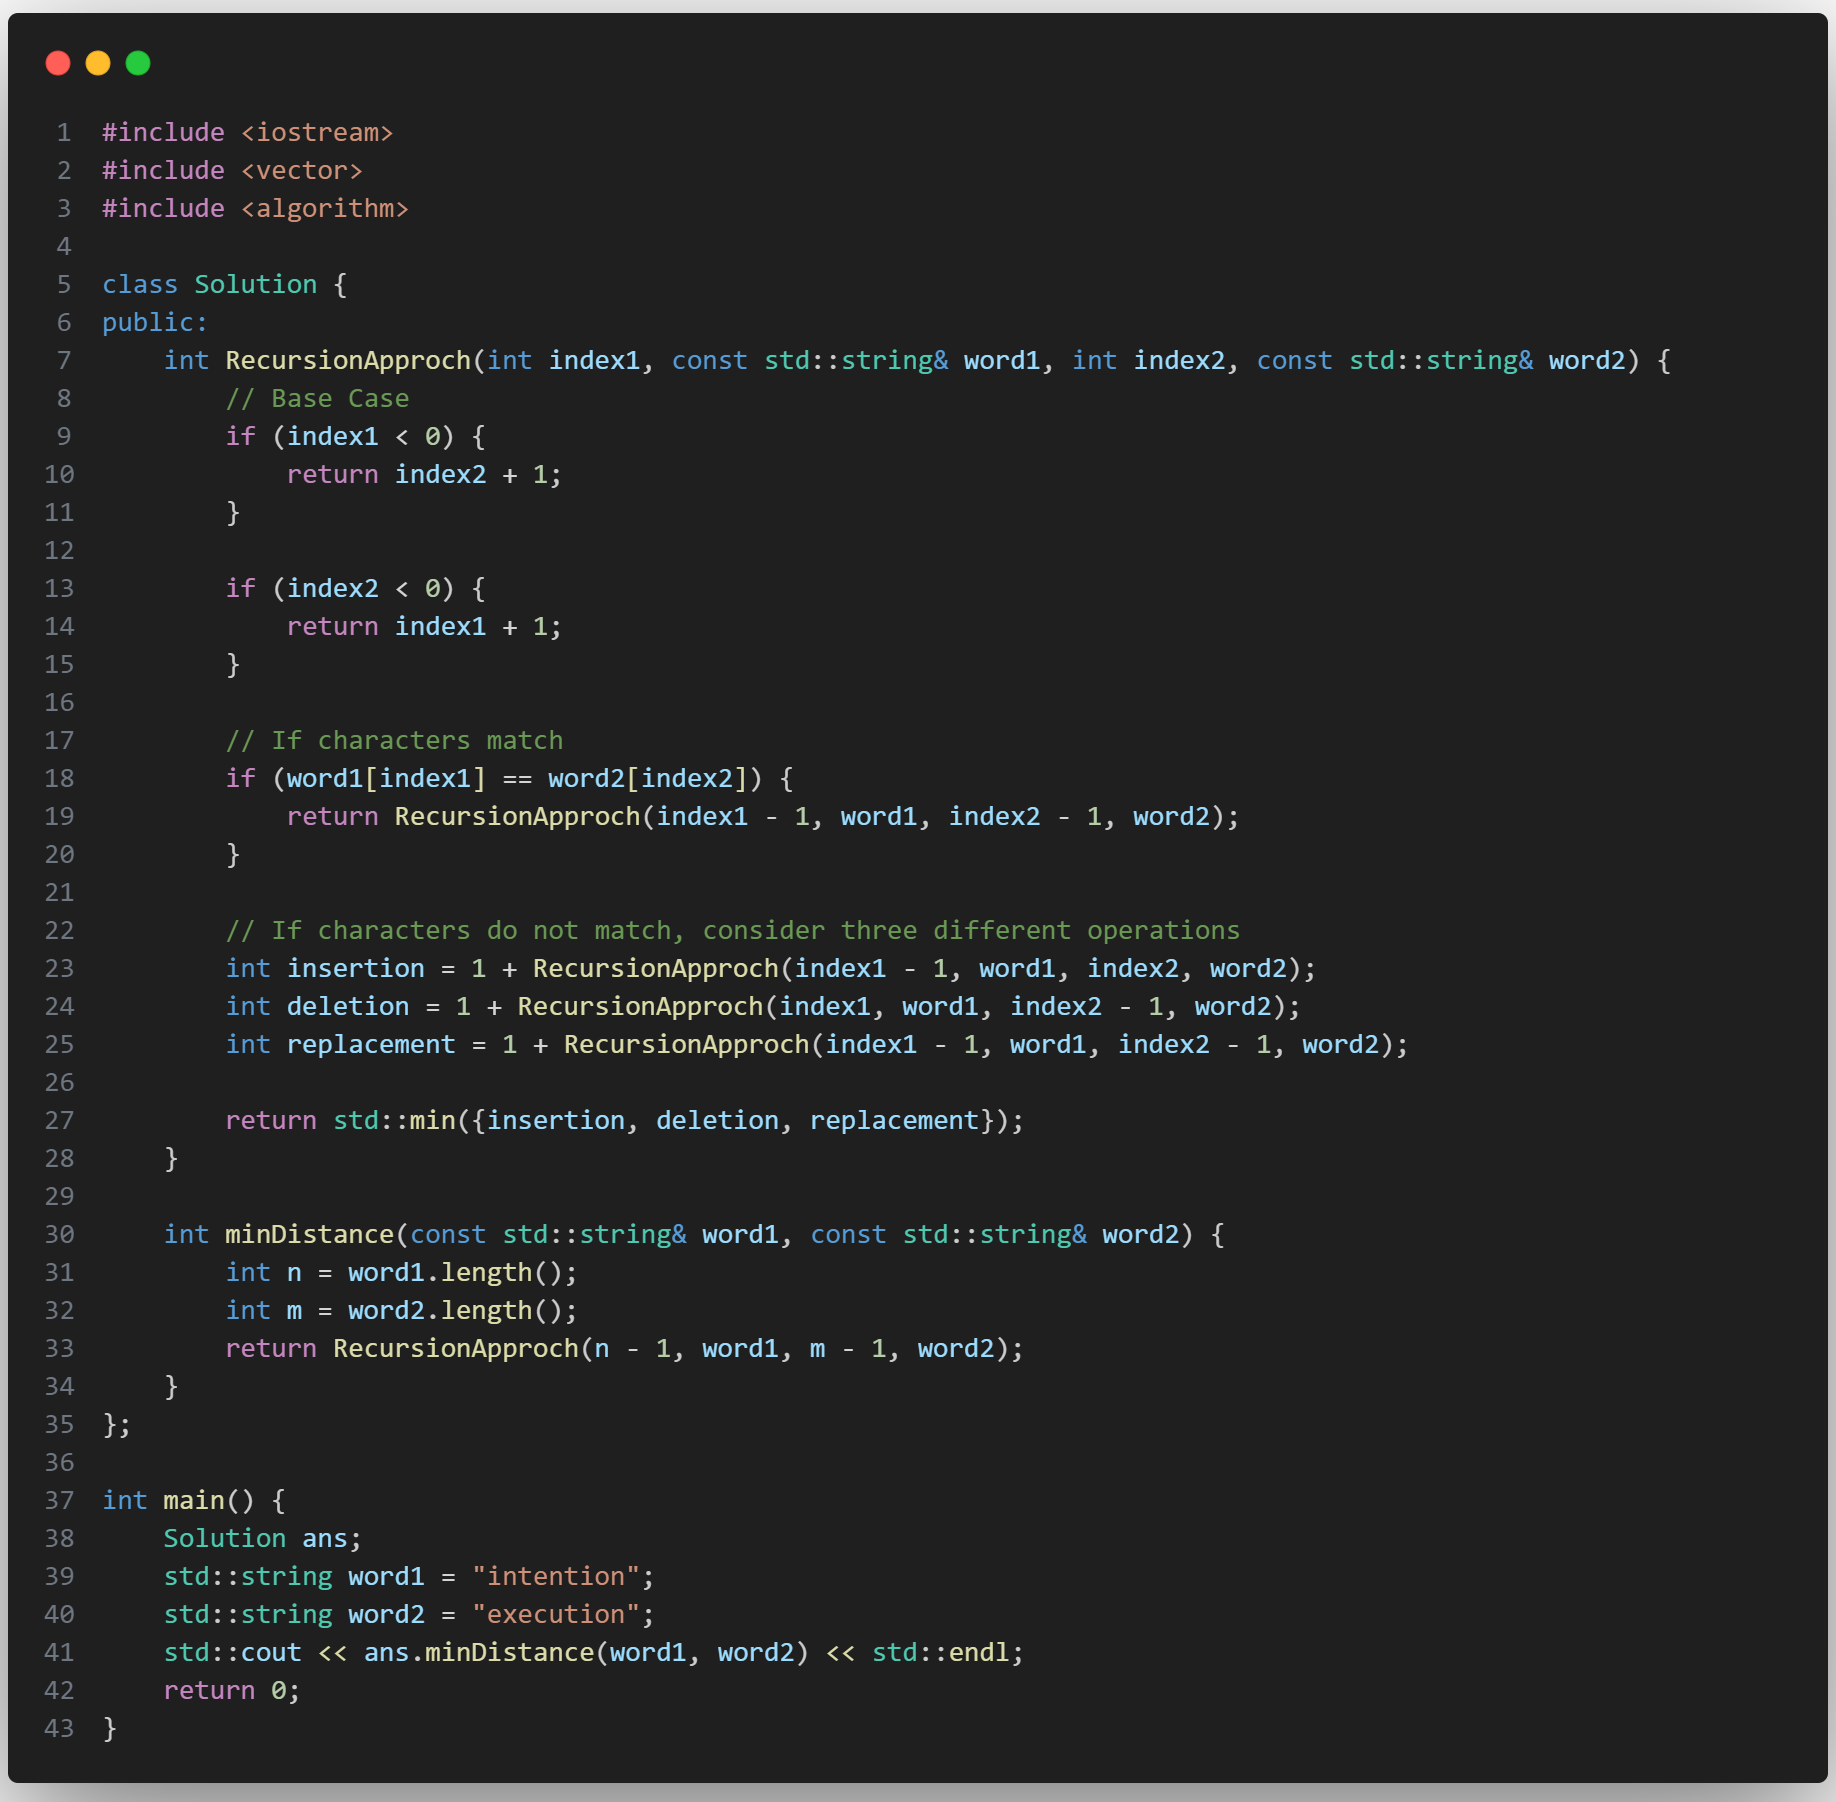 1 #include <iostream>
2 #include <vector>
3 #include <algorithm>
4
5 class Solution {
6 public:
7     int RecursionApproch(int index1, const std::string& word1, int index2, const std::string& word2) {
8         // Base Case
9         if (index1 < 0) {
10             return index2 + 1;
11         }
12
13         if (index2 < 0) {
14             return index1 + 1;
15         }
16
17         // If characters match
18         if (word1[index1] == word2[index2]) {
19             return RecursionApproch(index1 - 1, word1, index2 - 1, word2);
20         }
21
22         // If characters do not match, consider three different operations
23         int insertion = 1 + RecursionApproch(index1 - 1, word1, index2, word2);
24         int deletion = 1 + RecursionApproch(index1, word1, index2 - 1, word2);
25         int replacement = 1 + RecursionApproch(index1 - 1, word1, index2 - 1, word2);
26
27         return std::min({insertion, deletion, replacement});
28     }
29
30     int minDistance(const std::string& word1, const std::string& word2) {
31         int n = word1.length();
32         int m = word2.length();
33         return RecursionApproch(n - 1, word1, m - 1, word2);
34     }
35 };
36
37 int main() {
38     Solution ans;
39     std::string word1 = "intention";
40     std::string word2 = "execution";
41     std::cout << ans.minDistance(word1, word2) << std::endl;
42     return 0;
43 }